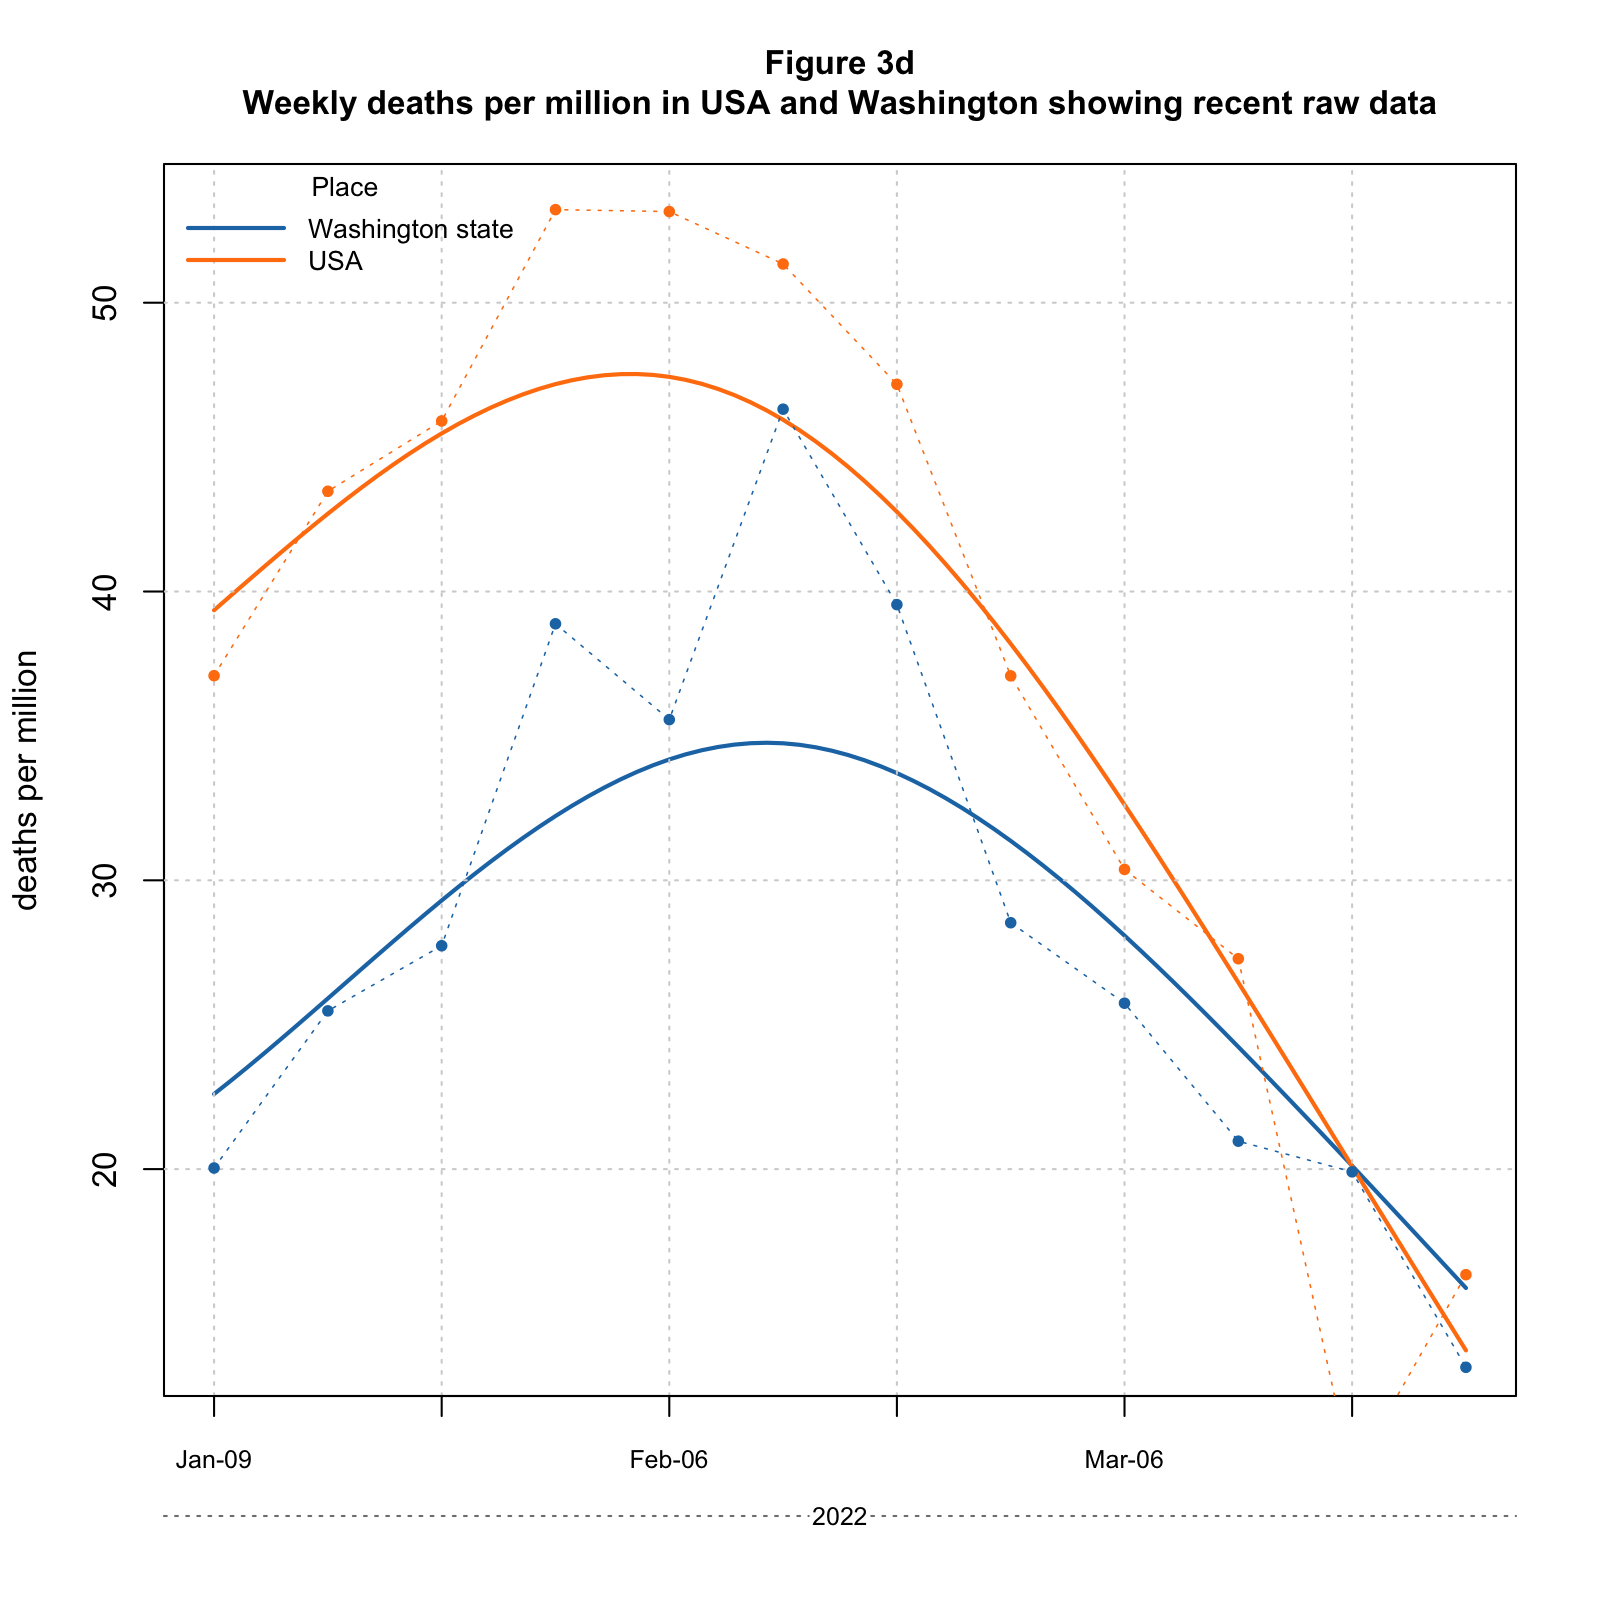 Figure 3d
Weekly deaths per million in USA and Washington showing recent raw data
Place
Washington state
USA
deaths per million
50
40
30
20
Jan-09 Feb-06 Mar-06
2022